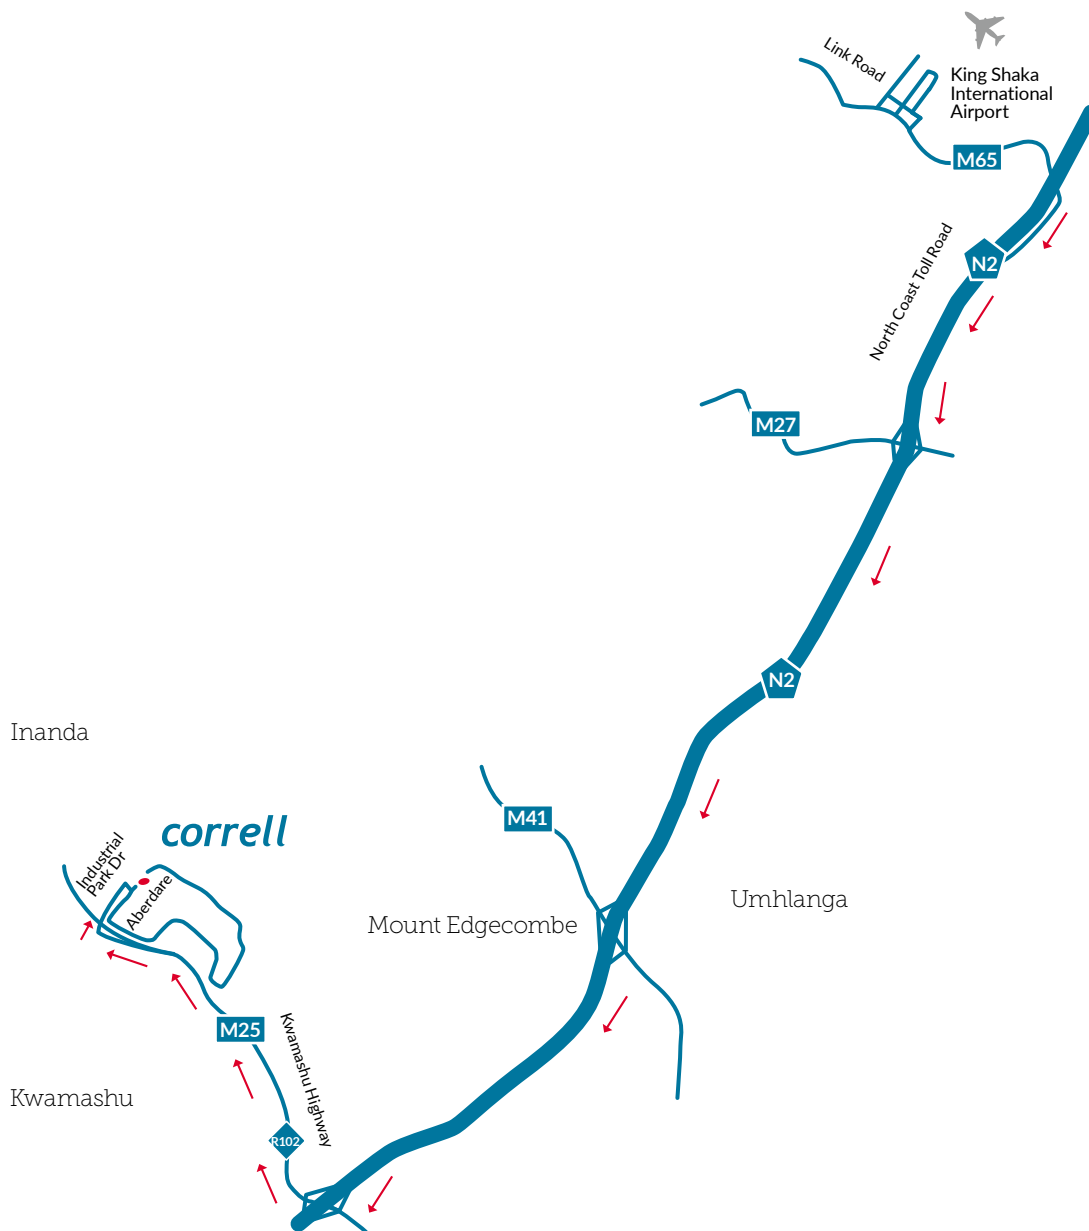 Link Road
King Shaka
International
Airport
M65
North Coast Toll Road
N2
M27
N2
Inanda
M41
correll
Industrial
Park Dr
Aberdare
Umhlanga
Mount Edgecombe
M25
Kwamashu Highway
Kwamashu
R102